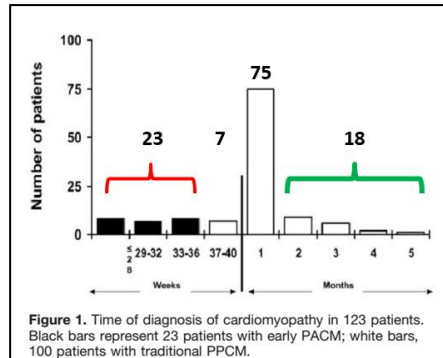 Number of patients
100
75
50
25
0
23
7
75
18
≤28 29-32 33-36 37-40 1 2 3 4 5
Weeks Months
Figure 1. Time of diagnosis of cardiomyopathy in 123 patients.
Black bars represent 23 patients with early PACM; white bars,
100 patients with traditional PPCM.